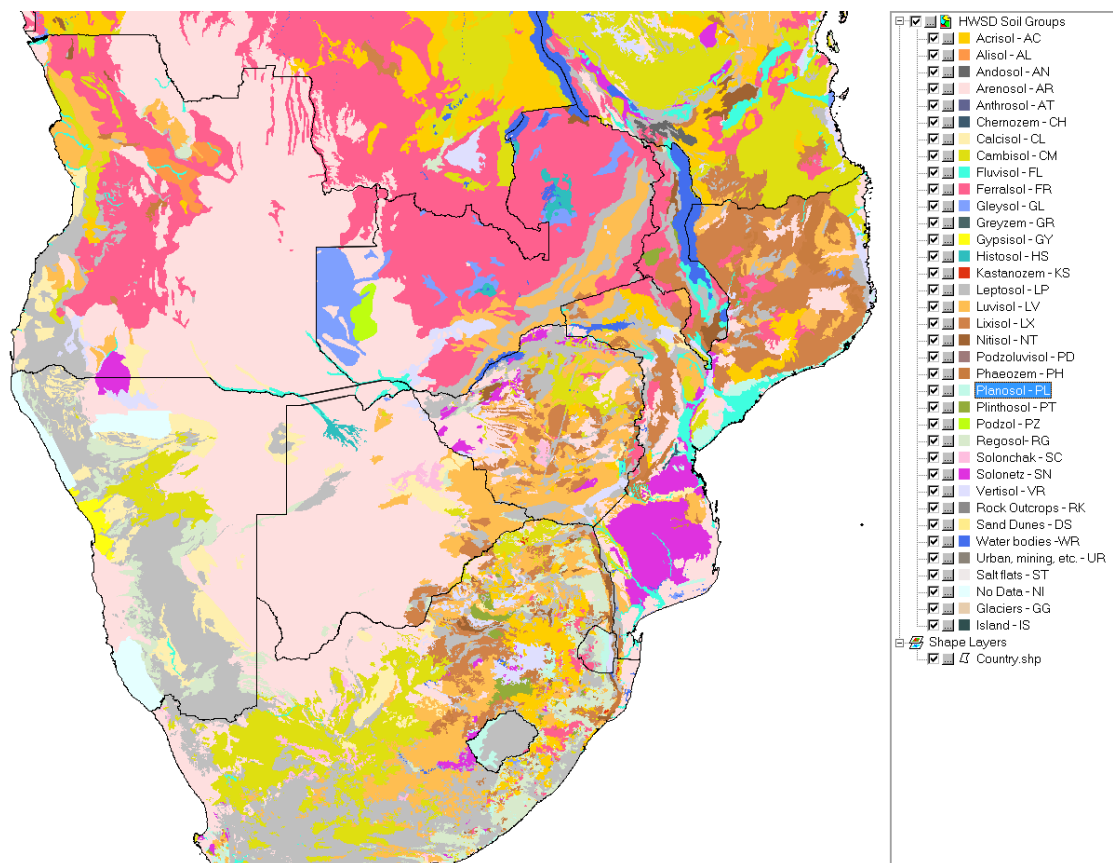 HWSD Soil Groups
Acrisol - AC
Alisol - AL
Andosol - AN
Arenosol - AR
Anthrosol - AT
Chernozem - CH
Calcisol - CL
Cambisol - CM
Fluvisol - FL
Ferralsol - FR
Gleysol - GL
Greyzem - GR
Gypsisol - GY
Histosol - HS
Kastanozem - KS
Leptosol - LP
Luvisol - LV
Lixisol - LX
Nitisol - NT
Podzoluvisol - PD
Phaeozem - PH
Planosol - PL
Plinthosol - PT
Podzol - PZ
Regosol - RG
Solonchak - SC
Solonetz - SN
Vertisol - VR
Rock Outcrops - RK
Sand Dunes - DS
Water bodies -WR
Urban, mining, etc. - UR
Salt flats - ST
No Data - NI
Glaciers - GG
Island - IS
Shape Layers
Country.shp